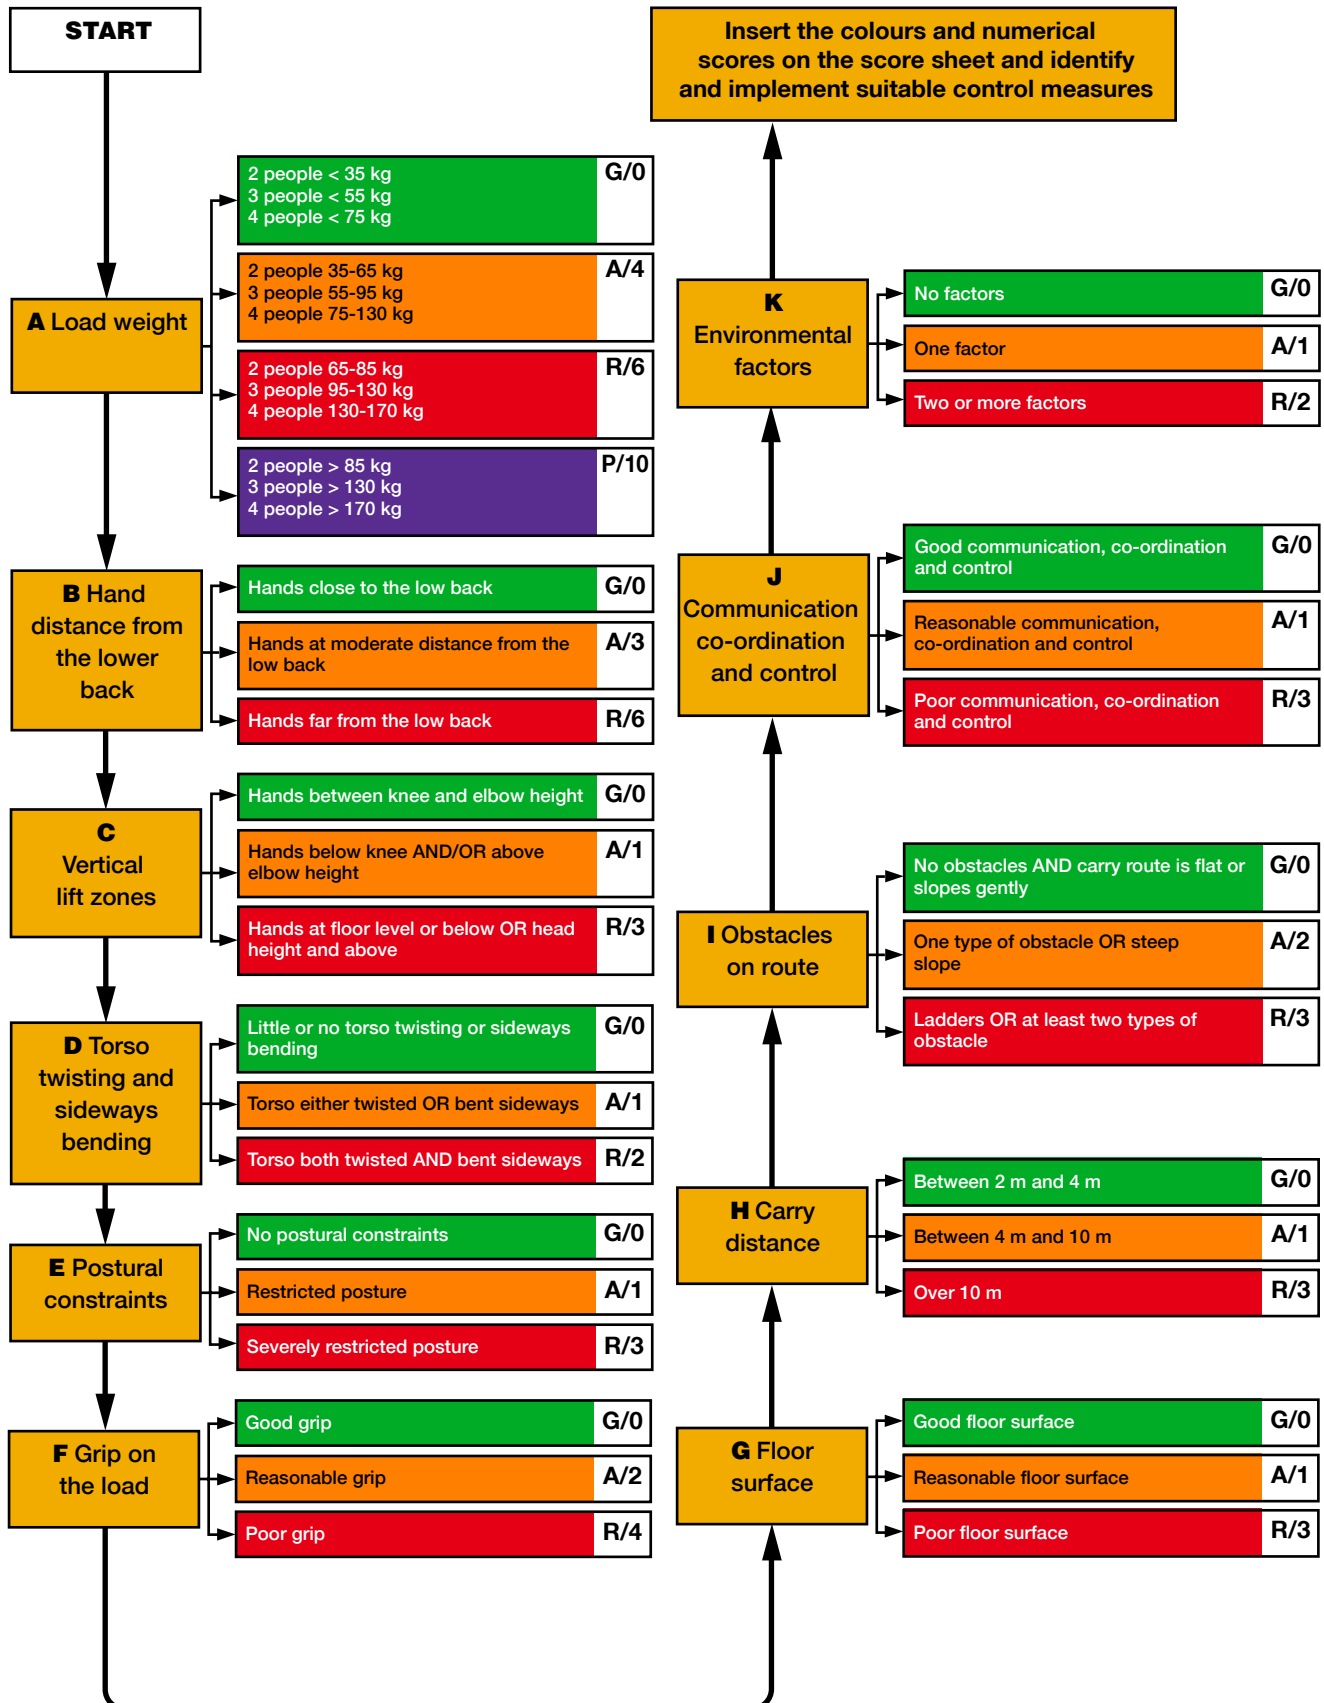 START
A Load weight
2 people < 35 kg
3 people < 55 kg
4 people < 75 kg
G/0
2 people 35-65 kg
3 people 55-95 kg
4 people 75-130 kg
A/4
2 people 65-85 kg
3 people 95-130 kg
4 people 130-170 kg
R/6
2 people > 85 kg
3 people > 130 kg
4 people > 170 kg
P/10
B Hand
distance from
the lower
back
Hands close to the low back
G/0
Hands at moderate distance from the
low back
A/3
Hands far from the low back
R/6
C
Vertical
lift zones
Hands between knee and elbow height
G/0
Hands below knee AND/OR above
elbow height
A/1
Hands at floor level or below OR head
height and above
R/3
D Torso
twisting and
sideways
bending
Little or no torso twisting or sideways
bending
G/0
Torso either twisted OR bent sideways
A/1
Torso both twisted AND bent sideways
R/2
E Postural
constraints
No postural constraints
G/0
Restricted posture
A/1
Severely restricted posture
R/3
F Grip on
the load
Good grip
G/0
Reasonable grip
A/2
Poor grip
R/4
G Floor
surface
Good floor surface
G/0
Reasonable floor surface
A/1
Poor floor surface
R/3
H Carry
distance
Between 2 m and 4 m
G/0
Between 4 m and 10 m
A/1
Over 10 m
R/3
I Obstacles
on route
No obstacles AND carry route is flat or
slopes gently
G/0
One type of obstacle OR steep
slope
A/2
Ladders OR at least two types of
obstacle
R/3
J
Communication
co-ordination
and control
Good communication, co-ordination
and control
G/0
Reasonable communication,
co-ordination and control
A/1
Poor communication, co-ordination
and control
R/3
K
Environmental
factors
No factors
G/0
One factor
A/1
Two or more factors
R/2
Insert the colours and numerical
scores on the score sheet and identify
and implement suitable control measures